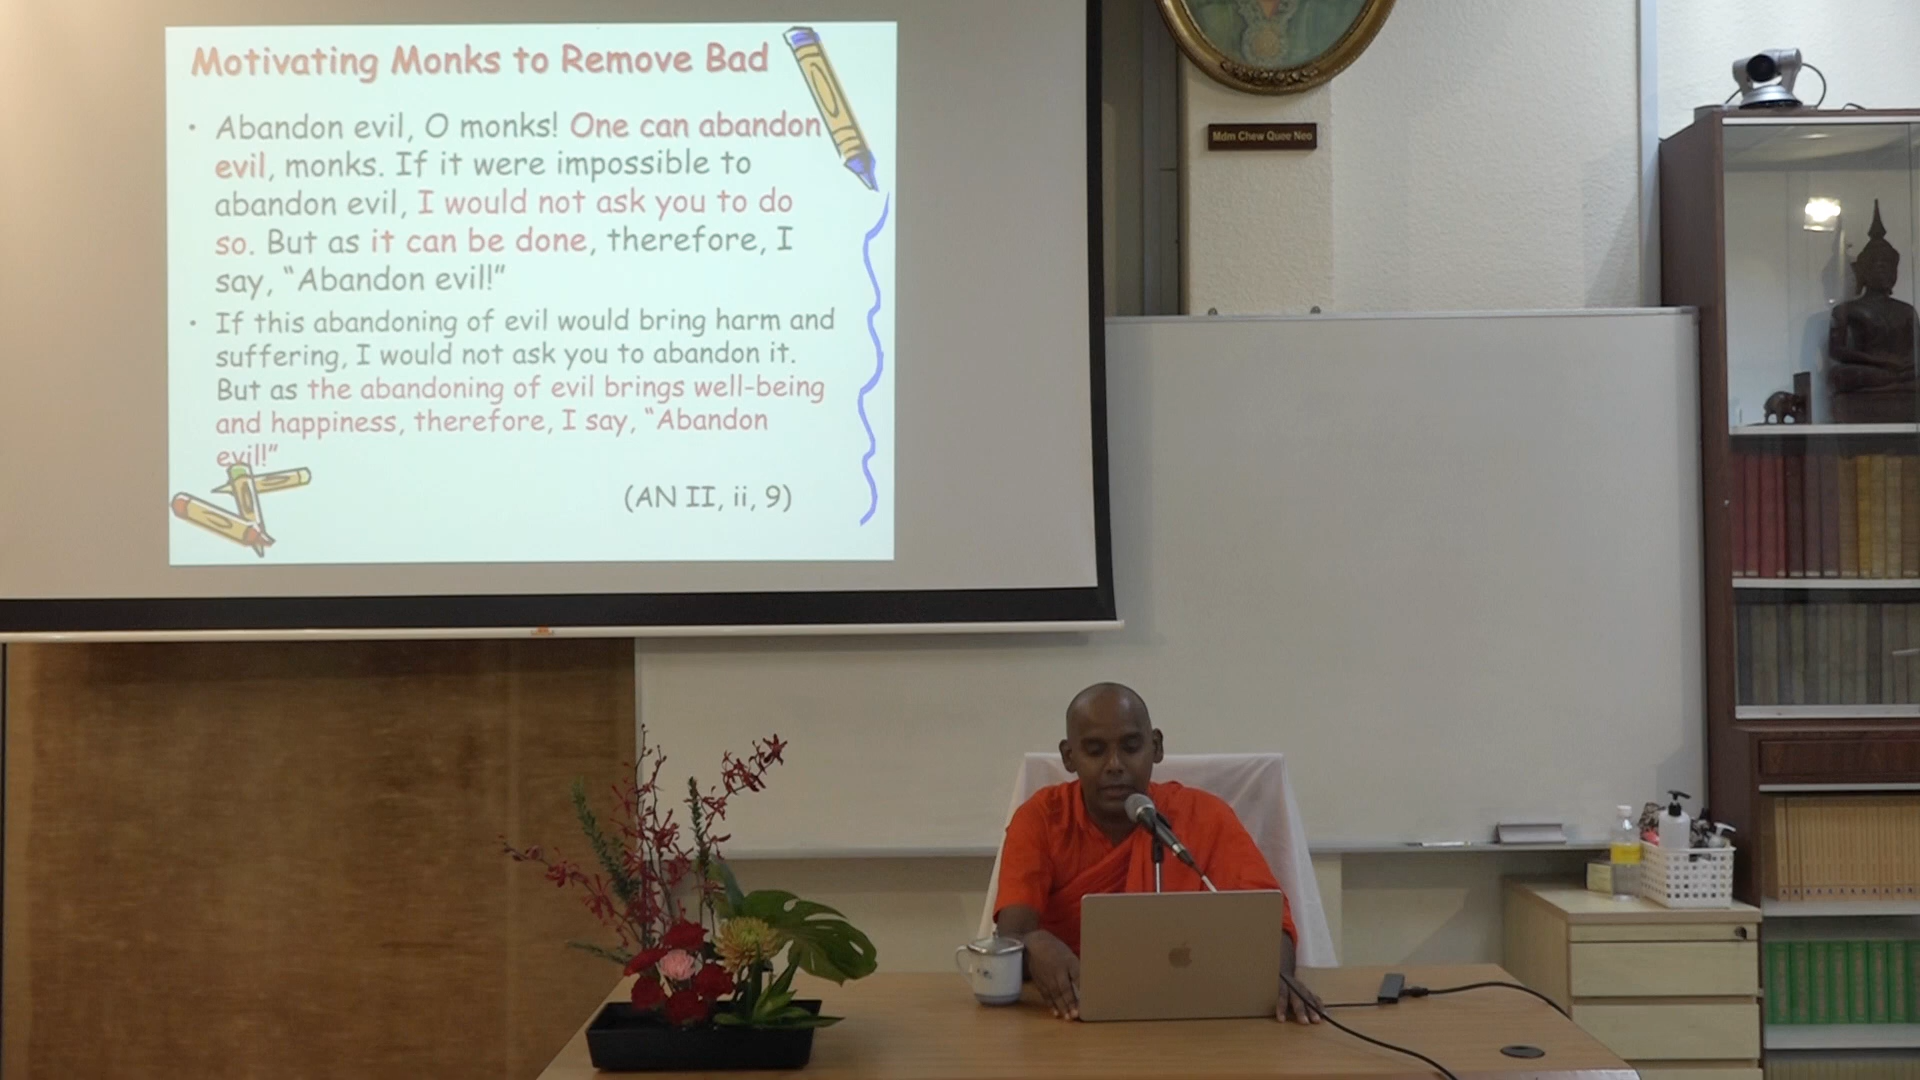 Motivating Monks to Remove Bad
• Abandon evil, O monks! One can abandon
evil, monks. If it were impossible to
abandon evil, I would not ask you to do
so. But as it can be done, therefore, I
say, “Abandon evil!”
• If this abandoning of evil would bring harm and
suffering, I would not ask you to abandon it.
But as the abandoning of evil brings well-being
and happiness, therefore, I say, “Abandon
evil!”
(AN II, ii, 9)
Mdm Chew Quee Neo